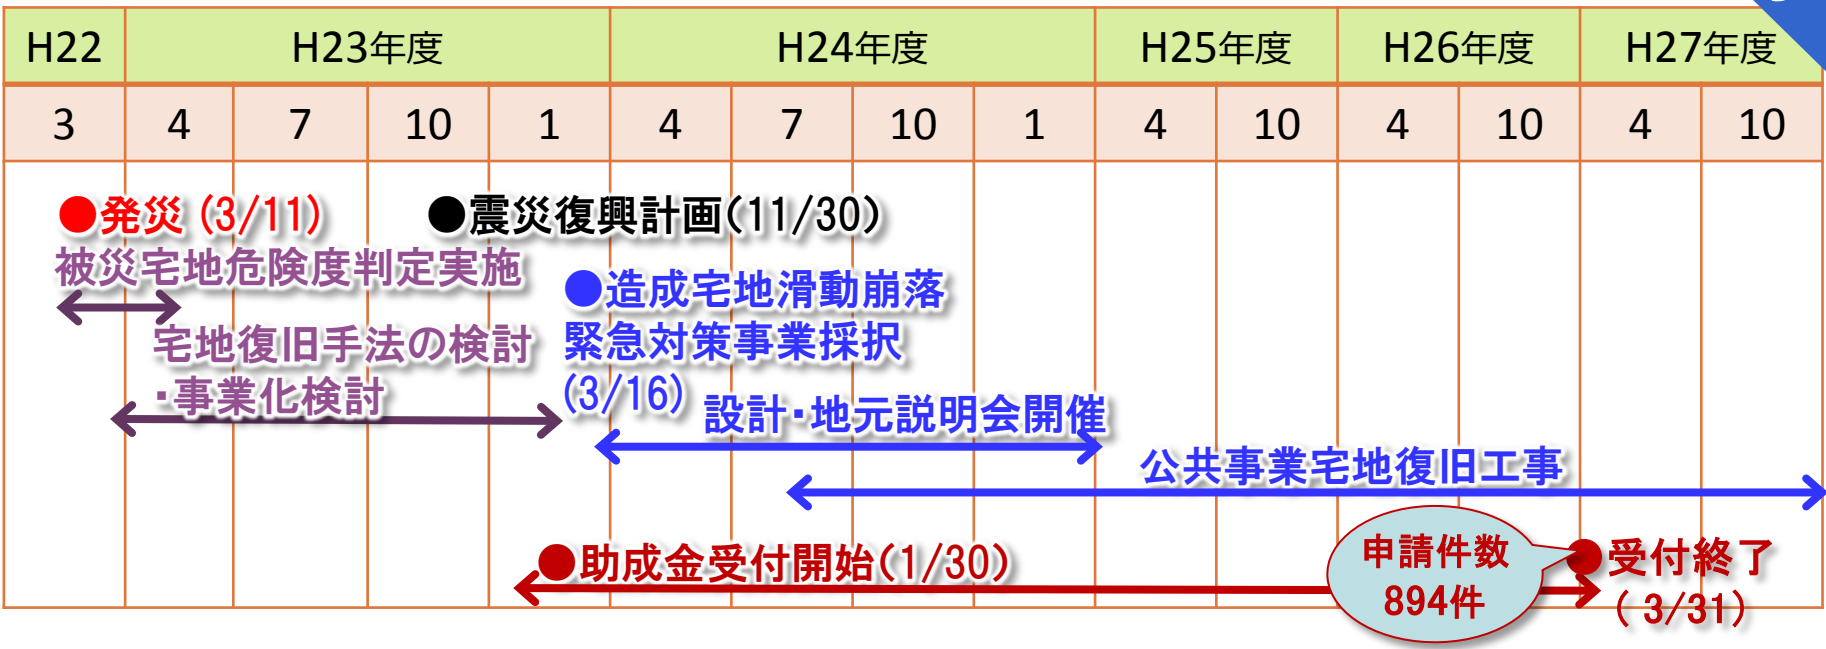 H22 H23年度 H24年度 H25年度 H26年度 H27年度
3 4 7 10 1 4 7 10 1 4 10 4 10 4 10
●発災(3/11) ●震災復興計画(11/30)
被災宅地危険度判定実施
●造成宅地滑動崩落
緊急対策事業採択
(3/16)
宅地復旧手法の検討
・事業化検討
設計・地元説明会開催
公共事業宅地復旧工事
●助成金受付開始(1/30)
申請件数
894件
●受付終了
(3/31)